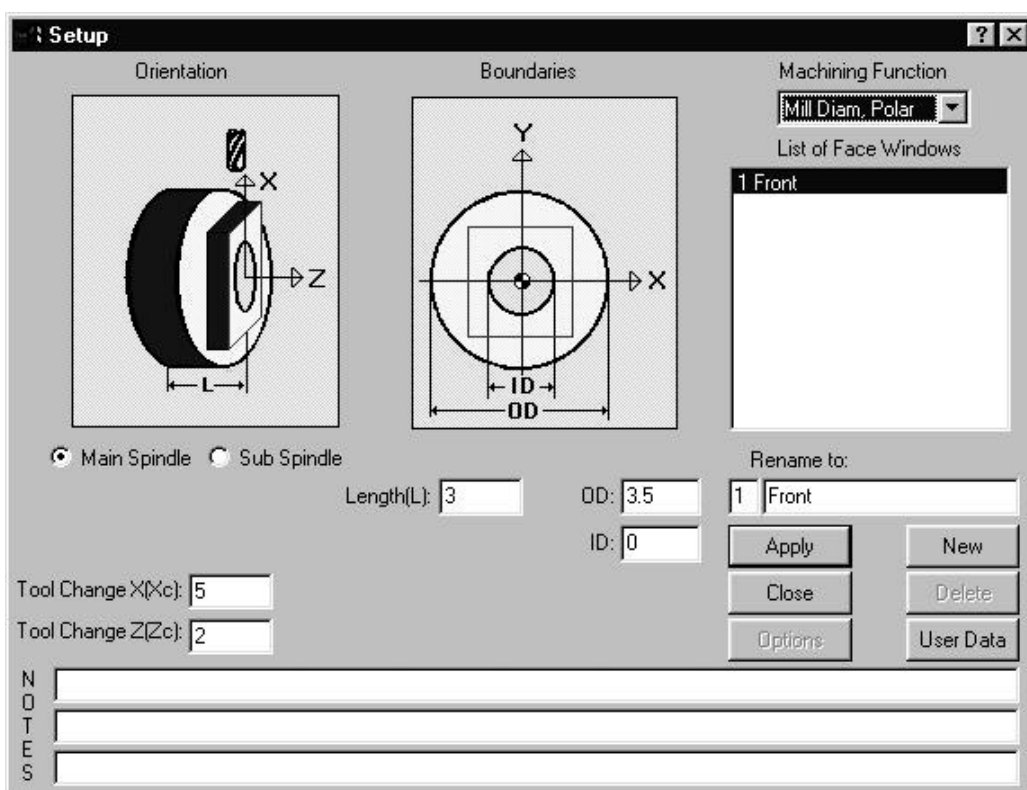 Setup
? X
Orientation
Boundaries
Machining Function
Mill Diam, Polar
List of Face Windows
1 Front
X
Z
L
Y
X
ID
OD
Main Spindle
Sub Spindle
Length(L): 3
OD: 3.5
ID: 0
Rename to:
1 Front
Apply
New
Close
Delete
Options
User Data
Tool Change X(Xc): 5
Tool Change Z(Zc): 2
NOTES